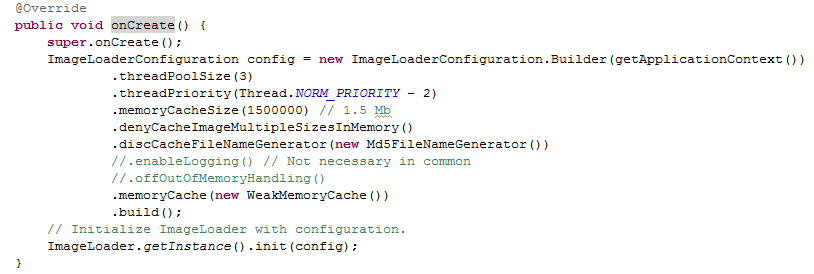 @Override
public void onCreate() {
super.onCreate();
ImageLoaderConfiguration config = new ImageLoaderConfiguration.Builder(getApplicationContext())
.threadPoolSize(3)
.threadPriority(Thread.NORM_PRIORITY - 2)
.memoryCacheSize(1500000) // 1.5 Mb
.denyCacheImageMultipleSizesInMemory()
.discCacheFileNameGenerator(new Md5FileNameGenerator())
//.enableLogging() // Not necessary in common
//.offOutOfMemoryHandling()
.memoryCache(new WeakMemoryCache())
.build();
// Initialize ImageLoader with configuration.
ImageLoader.getInstance().init(config);
}